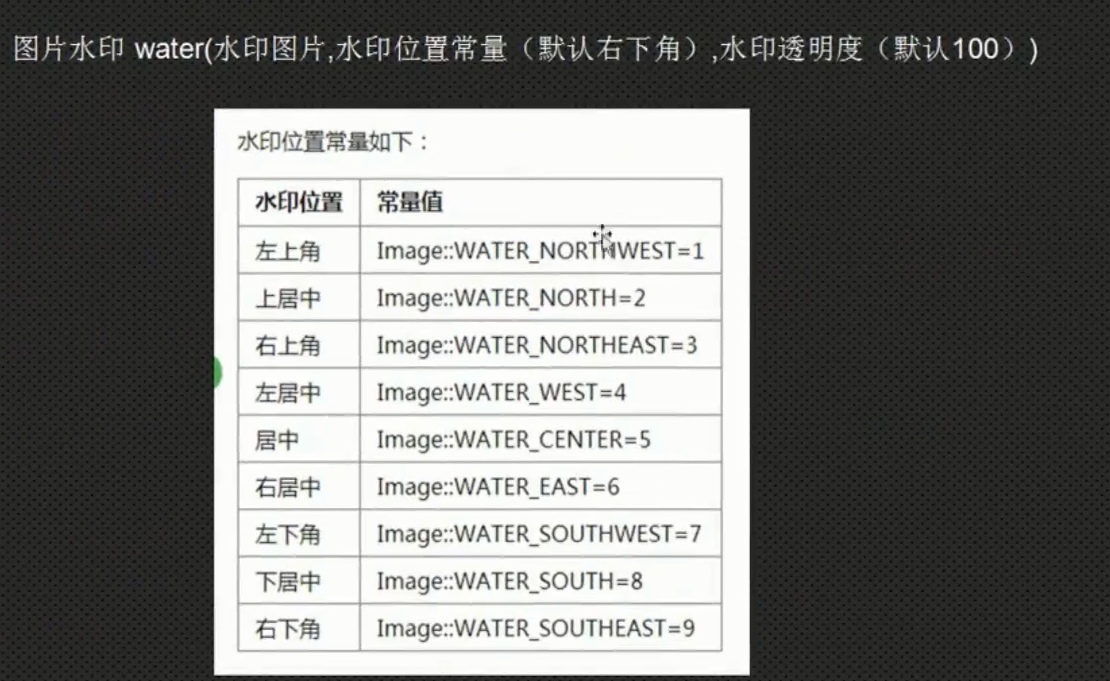 图片水印 water(水印图片,水印位置常量（默认右下角）,水印透明度（默认100）)
水印位置常量如下：
水印位置 常量值
左上角 Image::WATER_NORTHWEST=1
上居中 Image::WATER_NORTH=2
右上角 Image::WATER_NORTHEAST=3
左居中 Image::WATER_WEST=4
居中 Image::WATER_CENTER=5
右居中 Image::WATER_EAST=6
左下角 Image::WATER_SOUTHWEST=7
下居中 Image::WATER_SOUTH=8
右下角 Image::WATER_SOUTHEAST=9